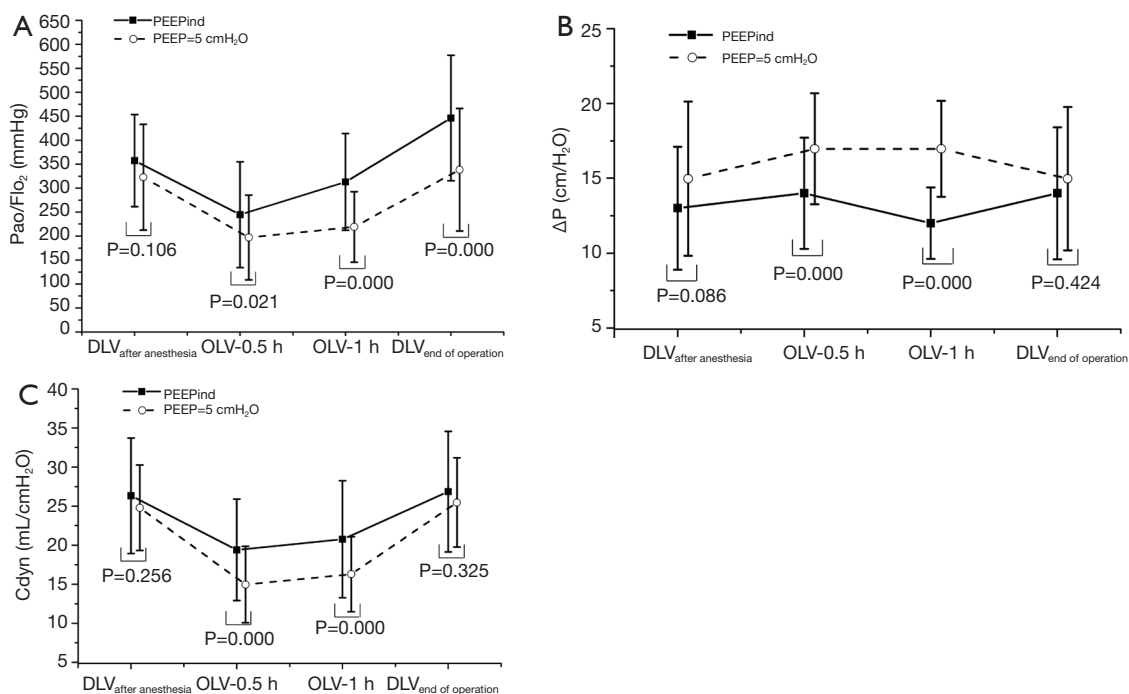 A
PEEPind
PEEP=5 cmH₂O
650
600
550
500
450
400
350
300
250
200
150
100
50
0
Pao/Flo₂ (mmHg)
P=0.106
P=0.021
P=0.000
P=0.000
DLVafter anesthesia OLV-0.5 h OLV-1 h DLVend of operation
B
PEEPind
PEEP=5 cmH₂O
25
20
15
10
5
ΔP (cm/H₂O)
P=0.086
P=0.000
P=0.000
P=0.424
DLVafter anesthesia OLV-0.5 h OLV-1 h DLVend of operation
C
PEEPind
PEEP=5 cmH₂O
40
35
30
25
20
15
10
5
Cdyn (mL/cmH₂O)
P=0.256
P=0.000
P=0.000
P=0.325
DLVafter anesthesia OLV-0.5 h OLV-1 h DLVend of operation